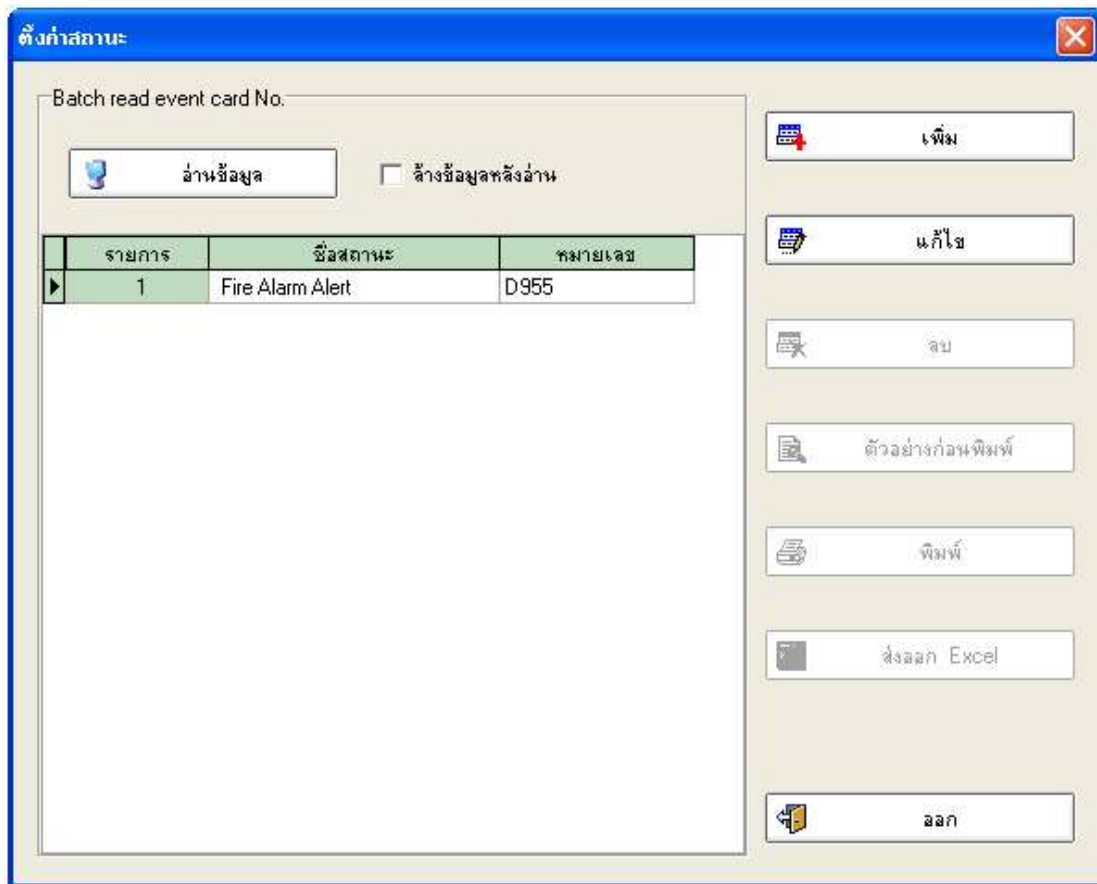 ตั้งค่าสถานะ
Batch read event card No.
อ่านข้อมูล
ล้างข้อมูลหลังอ่าน
รายการ ชื่อสถานะ หมายเลข
1 Fire Alarm Alert D955
เพิ่ม
แก้ไข
ลบ
ตัวอย่างก่อนพิมพ์
พิมพ์
ส่งออก Excel
ออก